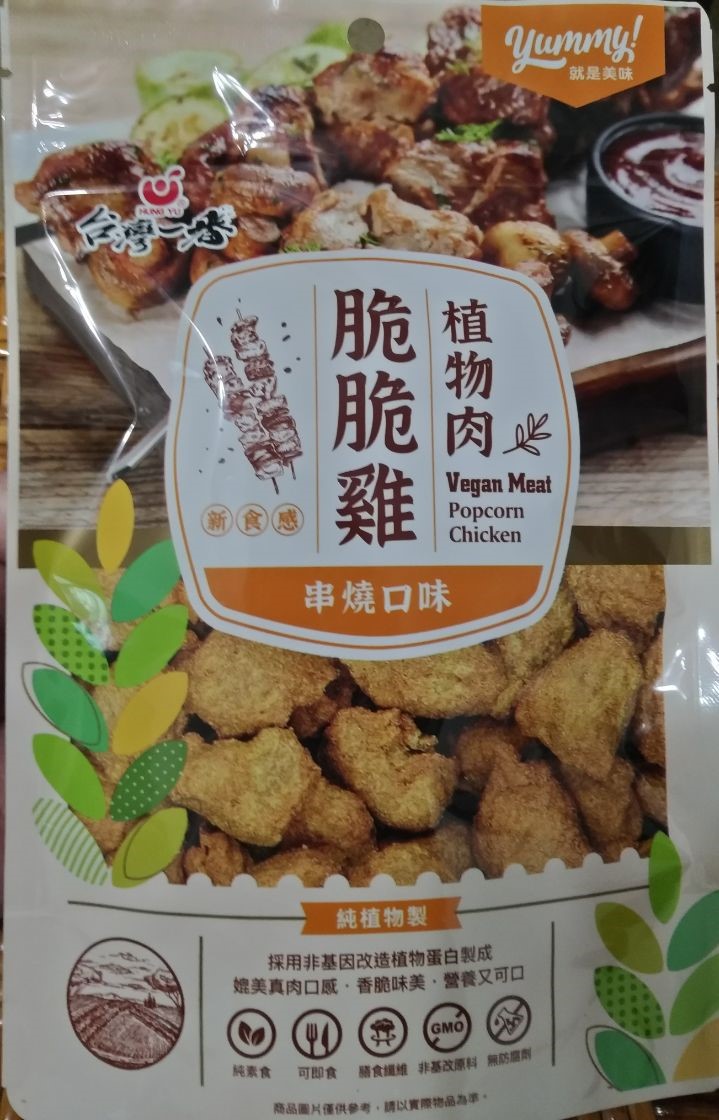 Yummy!
就是美味
HUNG YU
台灣一番
脆脆雞
植物肉
Vegan Meat
Popcorn
Chicken
新食感
串燒口味
純植物製
採用非基因改造植物蛋白製成
媲美真肉口感・香脆味美・營養又可口
GMO
純素食 可即食 膳食纖維 非基改原料 無防腐劑
商品圖片僅供參考，請以實際物品為準。